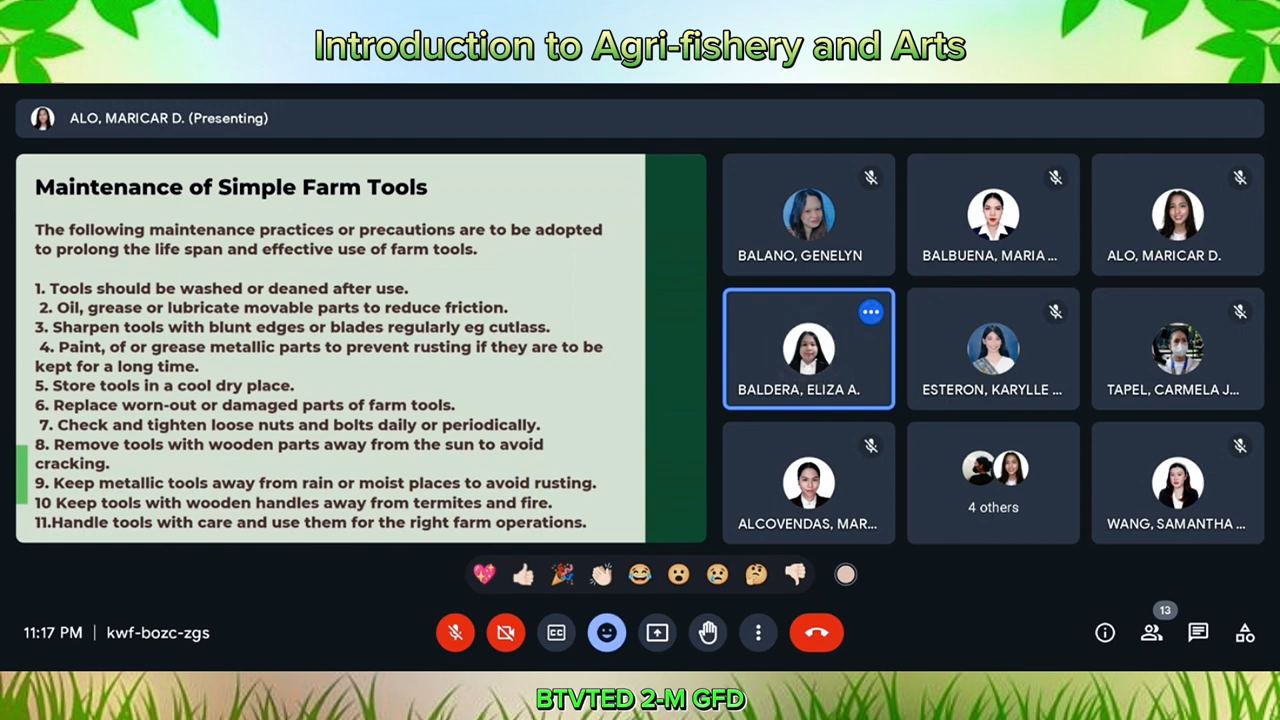 Introduction to Agri-fishery and Arts
ALO, MARICAR D. (Presenting)
Maintenance of Simple Farm Tools
The following maintenance practices or precautions are to be adopted
to prolong the life span and effective use of farm tools.
1. Tools should be washed or deaned after use.
2. Oil, grease or lubricate movable parts to reduce friction.
3. Sharpen tools with blunt edges or blades regularly eg cutlass.
4. Paint, of or grease metallic parts to prevent rusting if they are to be
kept for a long time.
5. Store tools in a cool dry place.
6. Replace worn-out or damaged parts of farm tools.
7. Check and tighten loose nuts and bolts daily or periodically.
8. Remove tools with wooden parts away from the sun to avoid
cracking.
9. Keep metallic tools away from rain or moist places to avoid rusting.
10 Keep tools with wooden handles away from termites and fire.
11.Handle tools with care and use them for the right farm operations.
BALANO, GENELYN
BALBUENA, MARIA ...
ALO, MARICAR D.
BALDERA, ELIZA A.
ESTERON, KARYLLE ...
TAPEL, CARMELA J...
ALCOVENDAS, MAR...
4 others
WANG, SAMANTHA ...
11:17 PM | kwf-bozc-zgs
CC
13
BTVTED 2-M GFD